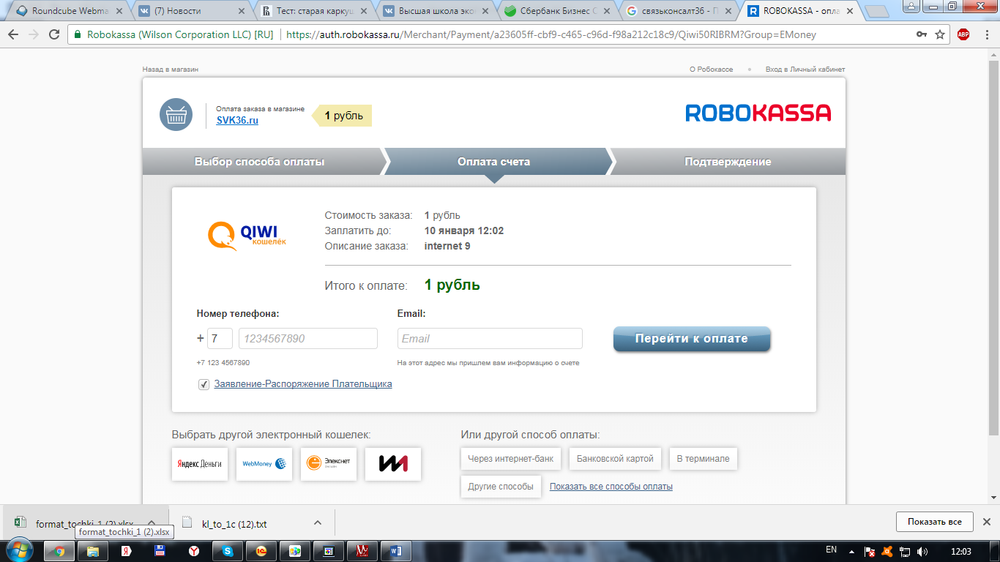 Roundcube Webma
(7) Новости
Тест: старая каркуш
Высшая школа экон
Сбербанк Бизнес О
связьконсалт36 - П
ROBOKASSA - опла
Robokassa (Wilson Corporation LLC) [RU] https://auth.robokassa.ru/Merchant/Payment/a23605ff-cbf9-c465-c96d-f98a212c18c9/Qiwi50RIBRM?Group=EMoney
ABP
Назад в магазин
О Робокассе
Вход в Личный кабинет
Оплата заказа в магазине
SVK36.ru
1 рубль
ROBOKASSA
Выбор способа оплаты
Оплата счета
Подтверждение
QIWI
кошелёк
Стоимость заказа: 1 рубль
Заплатить до: 10 января 12:02
Описание заказа: internet 9
Итого к оплате: 1 рубль
Номер телефона:
Email:
+ 7 1234567890
Email
Перейти к оплате
+7 123 4567890
На этот адрес мы пришлем вам информацию о счете
Заявление-Распоряжение Плательщика
Выбрать другой электронный кошелек:
Или другой способ оплаты:
Яндекс Деньги
WebMoney
Элекснет
Через интернет-банк
Банковской картой
В терминале
Другие способы
Показать все способы оплаты
format_tochki_1 (2).xlsx
kl_to_1c (12).txt
Показать все
format_tochki_1 (2).xlsx
EN
12:03